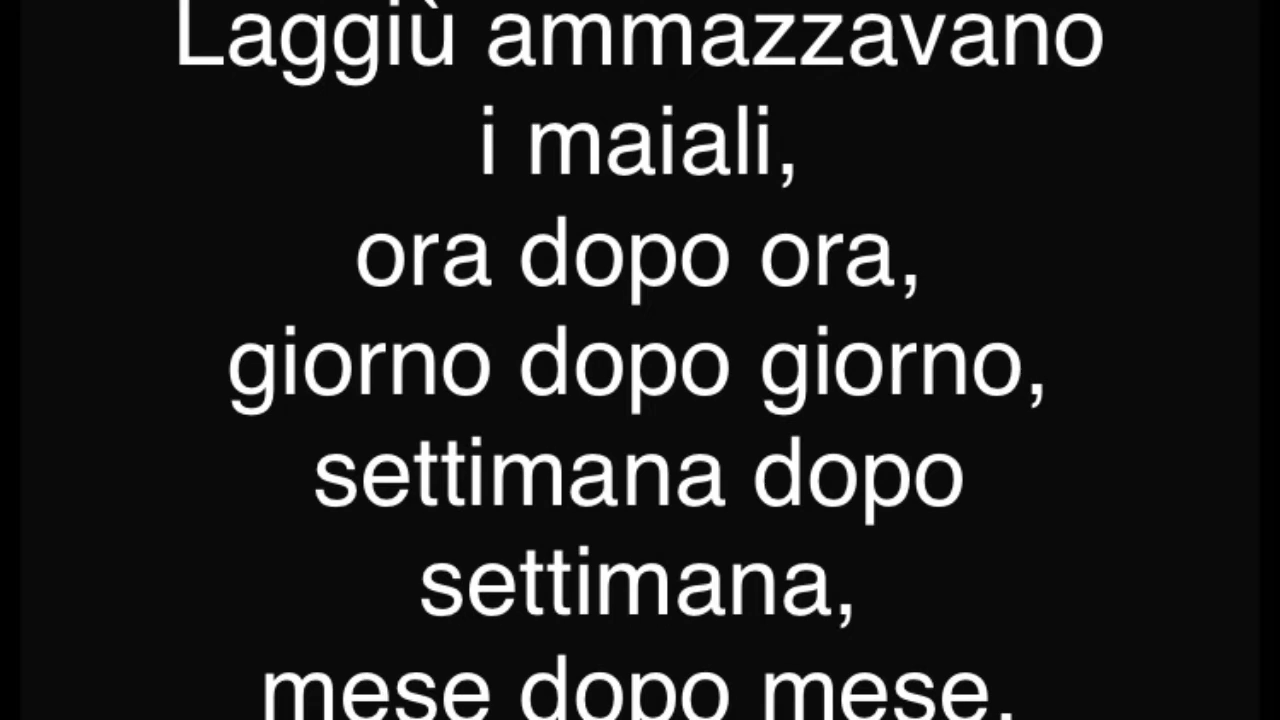 Laggiù ammazzavano
i maiali,
ora dopo ora,
giorno dopo giorno,
settimana dopo
settimana,
mese dopo mese,